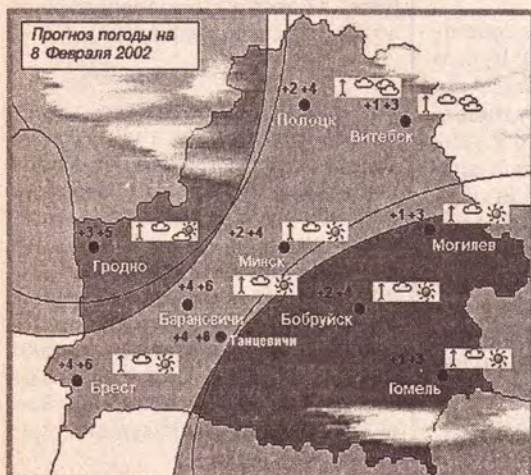 Прогноз погоды на
8 Февраля 2002
+2 +4
Полоцк
+1 +3
Витебск
+3 +5
Гродно
+2 +4
Минск
+1 +3
Могилев
+4 +6
Барановичи
+2 +4
Бобруйск
+4 +6
Танцевичи
+4 +6
Брест
+1 +3
Гомель